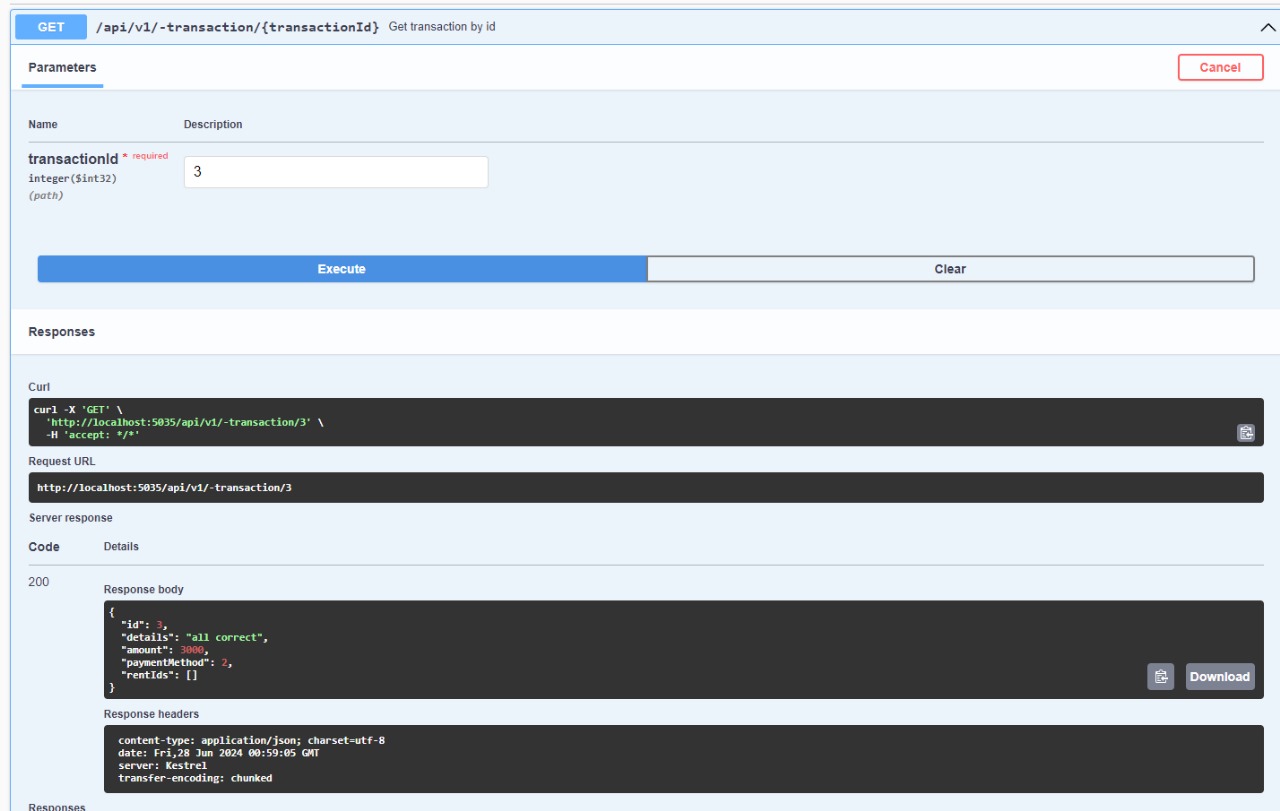 GET /api/v1/-transaction/{transactionId} Get transaction by id
Parameters
Cancel
Name Description
transactionId * required
integer($int32)
(path)
3
Execute
Clear
Responses
Curl
curl -X 'GET' \
'http://localhost:5035/api/v1/-transaction/3' \
-H 'accept: */*'
Request URL
http://localhost:5035/api/v1/-transaction/3
Server response
Code Details
200
Response body
{
"id": 3,
"details": "all correct",
"amount": 3000,
"paymentMethod": 2,
"rentIds": []
}
Download
Response headers
content-type: application/json; charset=utf-8
date: Fri,28 Jun 2024 00:59:05 GMT
server: Kestrel
transfer-encoding: chunked
Responses